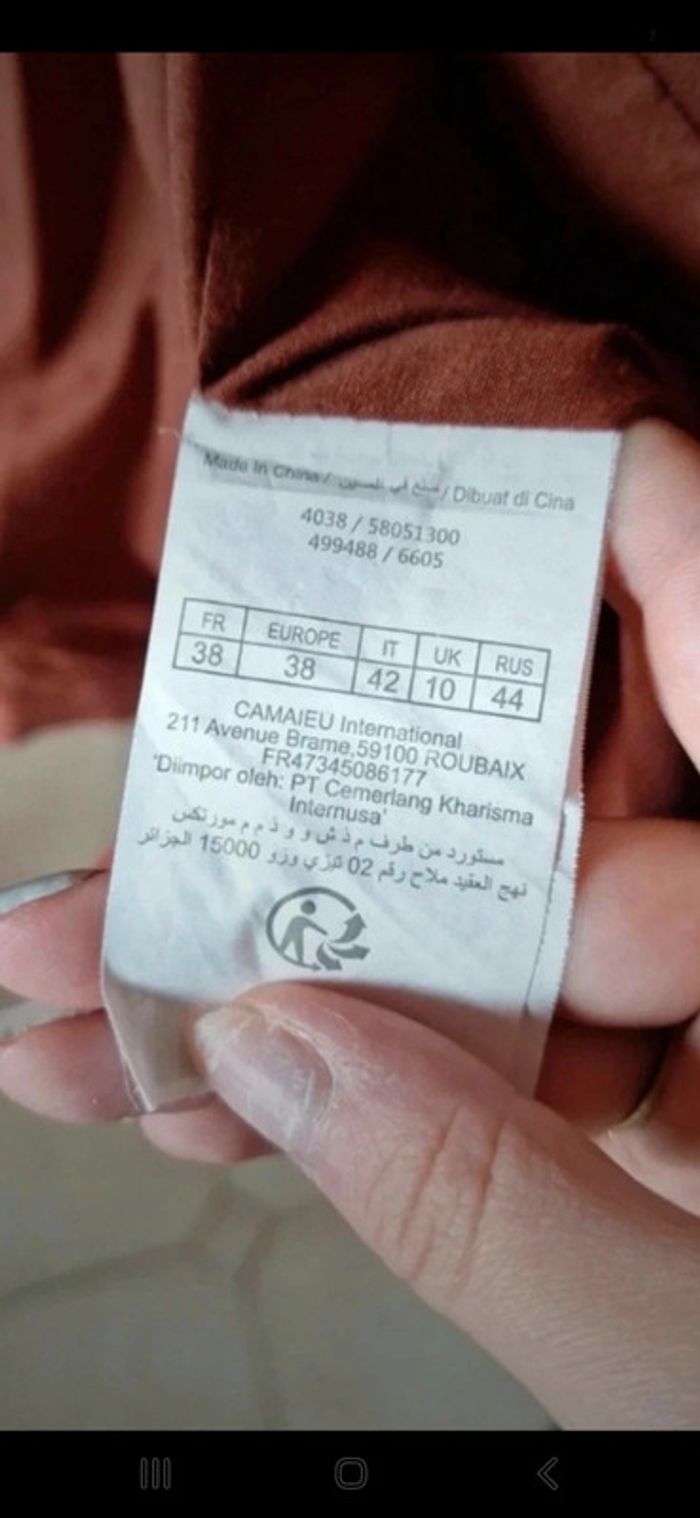 Made in China / صنع في الصين / Dibuat di Cina
4038 / 58051300
499488 / 6605
FR EUROPE IT UK RUS
38 38 42 10 44
CAMAIEU International
211 Avenue Brame,59100 ROUBAIX
FR47345086177
'Diimpor oleh: PT Cemerlang Kharisma
Internusa'
مستورد من طرف م ذ ش و و ذ م م مورتكس
نهج العقيد ملاح رقم 02 تيزي وزو 15000 الجزائر